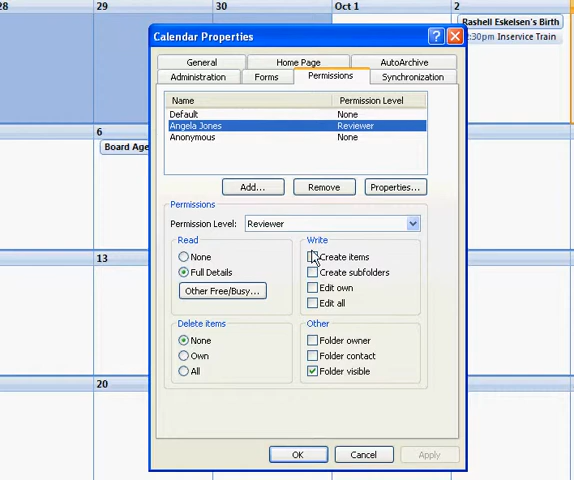 28
29
30
Oct 1
2
Rashell Eskelsen's Birth
:30pm Inservice Train
6
Board Age
13
20
Calendar Properties
General
Home Page
AutoArchive
Administration
Forms
Permissions
Synchronization
Name
Permission Level
Default
None
Angela Jones
Reviewer
Anonymous
None
Add...
Remove
Properties...
Permissions
Permission Level:
Reviewer
Read
None
Full Details
Other Free/Busy...
Write
Create items
Create subfolders
Edit own
Edit all
Delete items
None
Own
All
Other
Folder owner
Folder contact
Folder visible
OK
Cancel
Apply